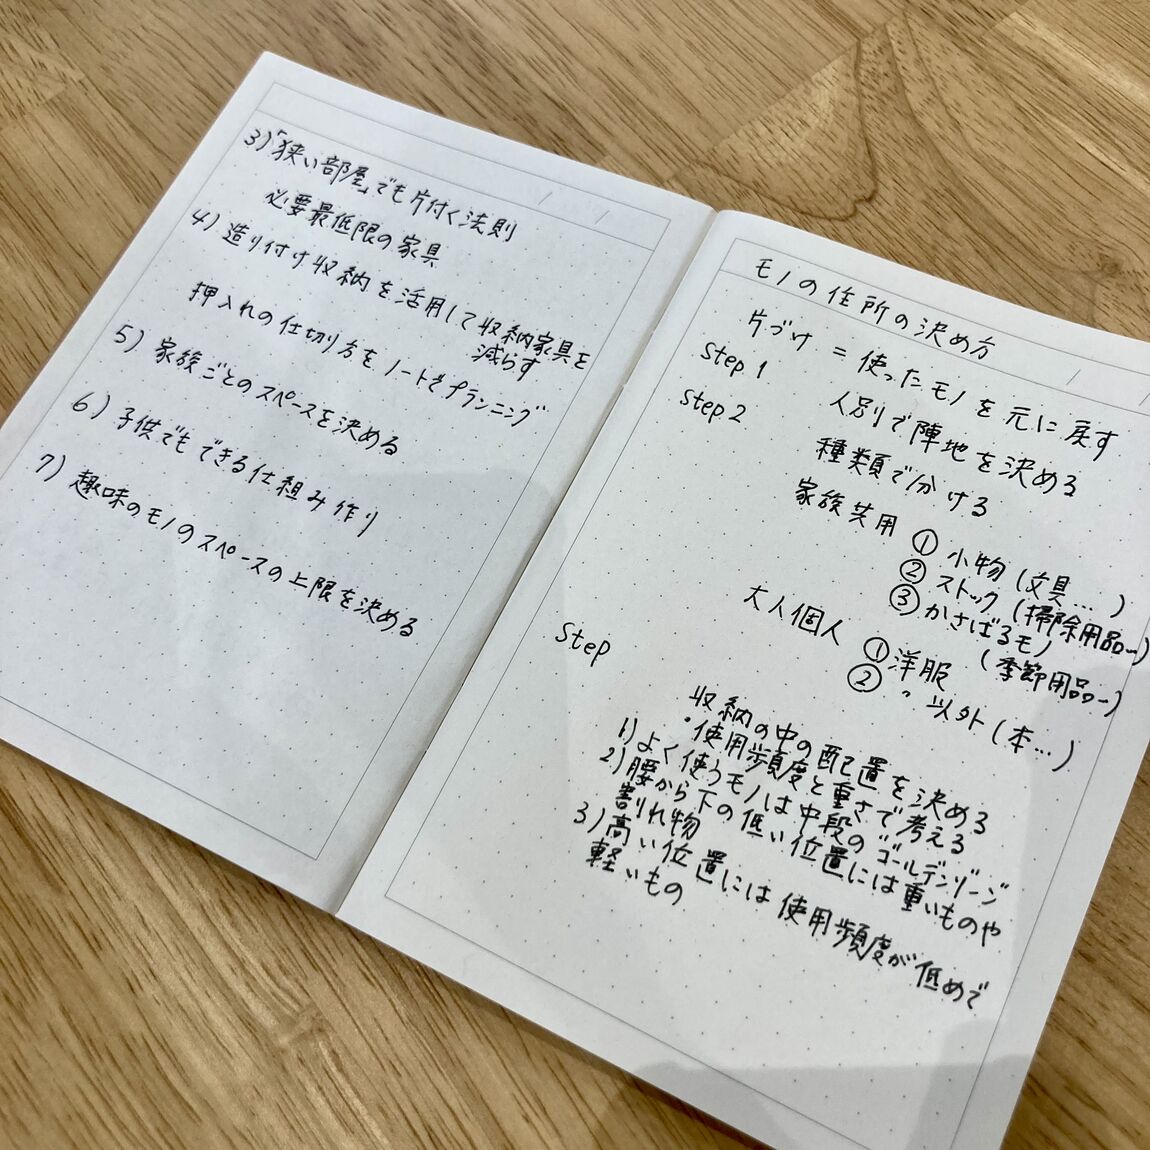 3)「狭い部屋」でも片付く法則
必要最低限の家具
4) 造り付け収納を活用して収納家具を
減らす
押入れの仕切り方をノートでプランニング
5) 家族ごとのスペースを決める
6) 子供でもできる仕組み作り
7) 趣味のモノのスペースの上限を決める
モノの住所の決め方
片づけ = 使ったモノを元に戻す
Step 1 人別で陣地を決める
Step 2 種類で分ける
家族共用 ① 小物(文具…)
② ストック(掃除用品〜)
③ かさばるモノ
(季節用品〜)
大人個人 ① 洋服
② 〃 以外(本…)
Step
収納の中の配置を決める
・使用頻度と重さで考える
1) よく使うモノは中段のゴールデンゾーン
2) 腰から下の低い位置には重いものや
割れ物
3) 高い位置には使用頻度が低めで
軽いもの